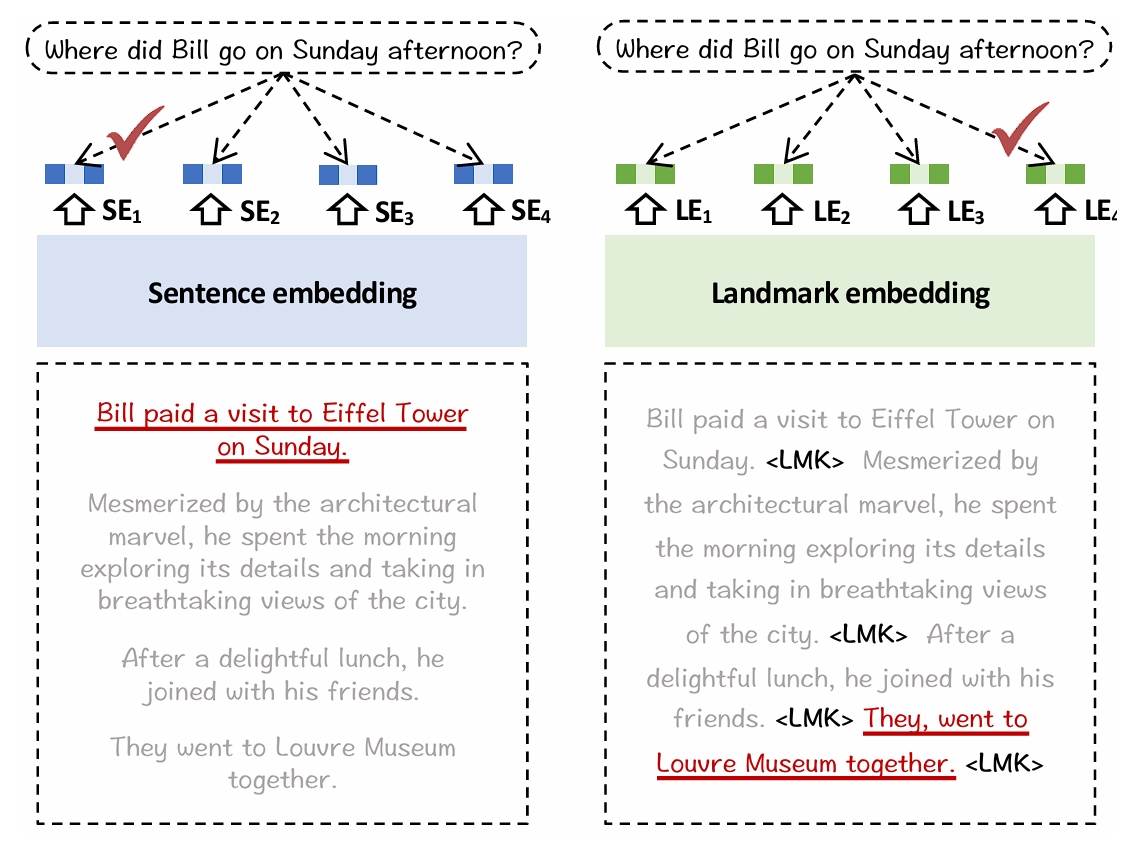 Where did Bill go on Sunday afternoon?
SE1
SE2
SE3
SE4
Sentence embedding
Bill paid a visit to Eiffel Tower
on Sunday.
Mesmerized by the architectural
marvel, he spent the morning
exploring its details and taking in
breathtaking views of the city.
After a delightful lunch, he
joined with his friends.
They went to Louvre Museum
together.
Where did Bill go on Sunday afternoon?
LE1
LE2
LE3
LE4
Landmark embedding
Bill paid a visit to Eiffel Tower on
Sunday. <LMK> Mesmerized by
the architectural marvel, he spent
the morning exploring its details
and taking in breathtaking views
of the city. <LMK> After a
delightful lunch, he joined with his
friends. <LMK> They, went to
Louvre Museum together. <LMK>